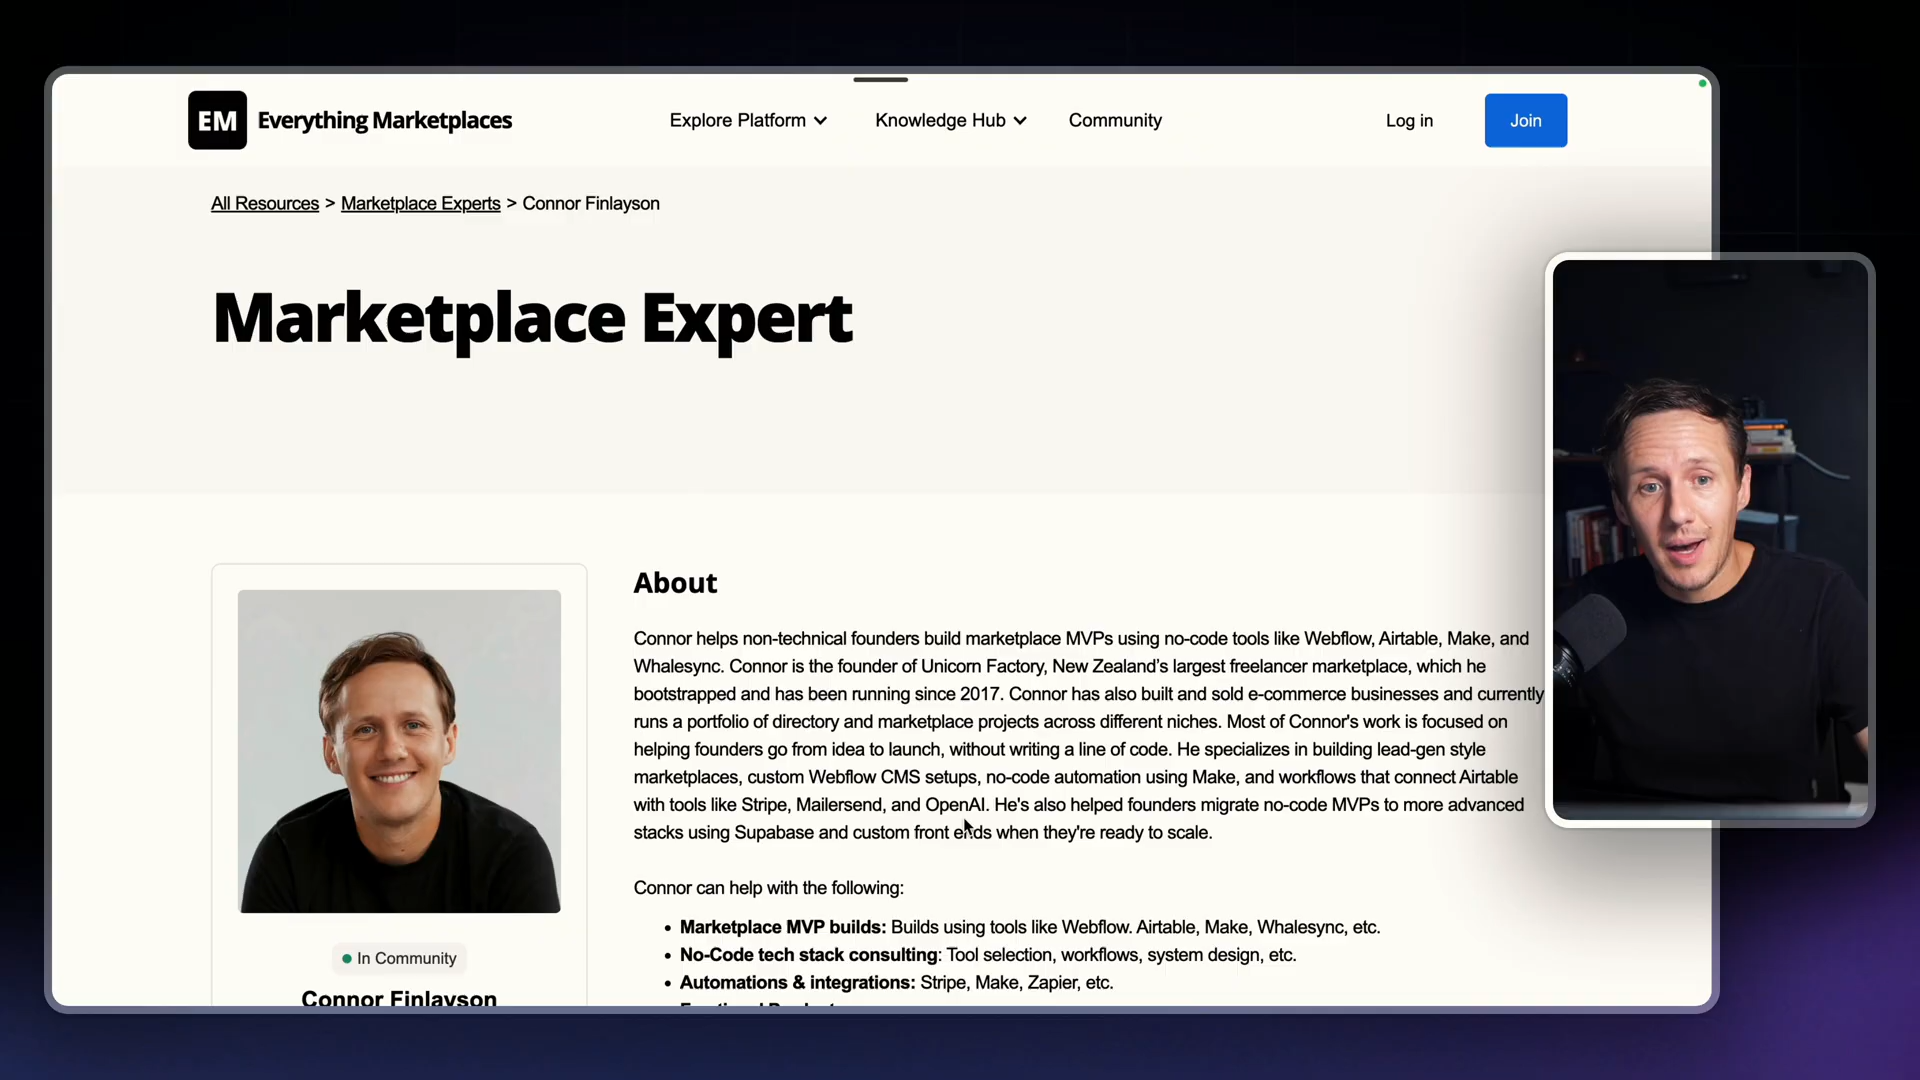 EM Everything Marketplaces
Explore Platform
Knowledge Hub
Community
Log in
Join
All Resources > Marketplace Experts > Connor Finlayson
Marketplace Expert
About
Connor helps non-technical founders build marketplace MVPs using no-code tools like Webflow, Airtable, Make, and
Whalesync. Connor is the founder of Unicorn Factory, New Zealand's largest freelancer marketplace, which he
bootstrapped and has been running since 2017. Connor has also built and sold e-commerce businesses and currently
runs a portfolio of directory and marketplace projects across different niches. Most of Connor's work is focused on
helping founders go from idea to launch, without writing a line of code. He specializes in building lead-gen style
marketplaces, custom Webflow CMS setups, no-code automation using Make, and workflows that connect Airtable
with tools like Stripe, Mailersend, and OpenAI. He's also helped founders migrate no-code MVPs to more advanced
stacks using Supabase and custom front ends when they're ready to scale.
Connor can help with the following:
• Marketplace MVP builds: Builds using tools like Webflow. Airtable, Make, Whalesync, etc.
• No-Code tech stack consulting: Tool selection, workflows, system design, etc.
• Automations & integrations: Stripe, Make, Zapier, etc.
In Community
Connor Finlayson